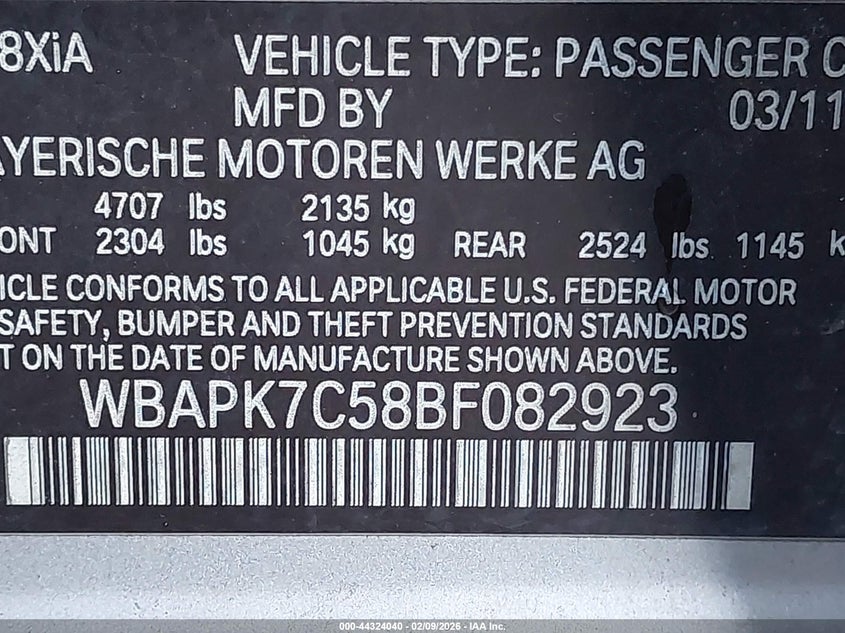 8XiA VEHICLE TYPE: PASSENGER C
MFD BY 03/11
AYERISCHE MOTOREN WERKE AG
4707 lbs 2135 kg
ONT 2304 lbs 1045 kg REAR 2524 lbs 1145 k
ICLE CONFORMS TO ALL APPLICABLE U.S. FEDERAL MOTOR
SAFETY, BUMPER AND THEFT PREVENTION STANDARDS
T ON THE DATE OF MANUFACTURE SHOWN ABOVE.
WBAPK7C58BF082923
000-44324040 - 02/09/2026 - IAA Inc.